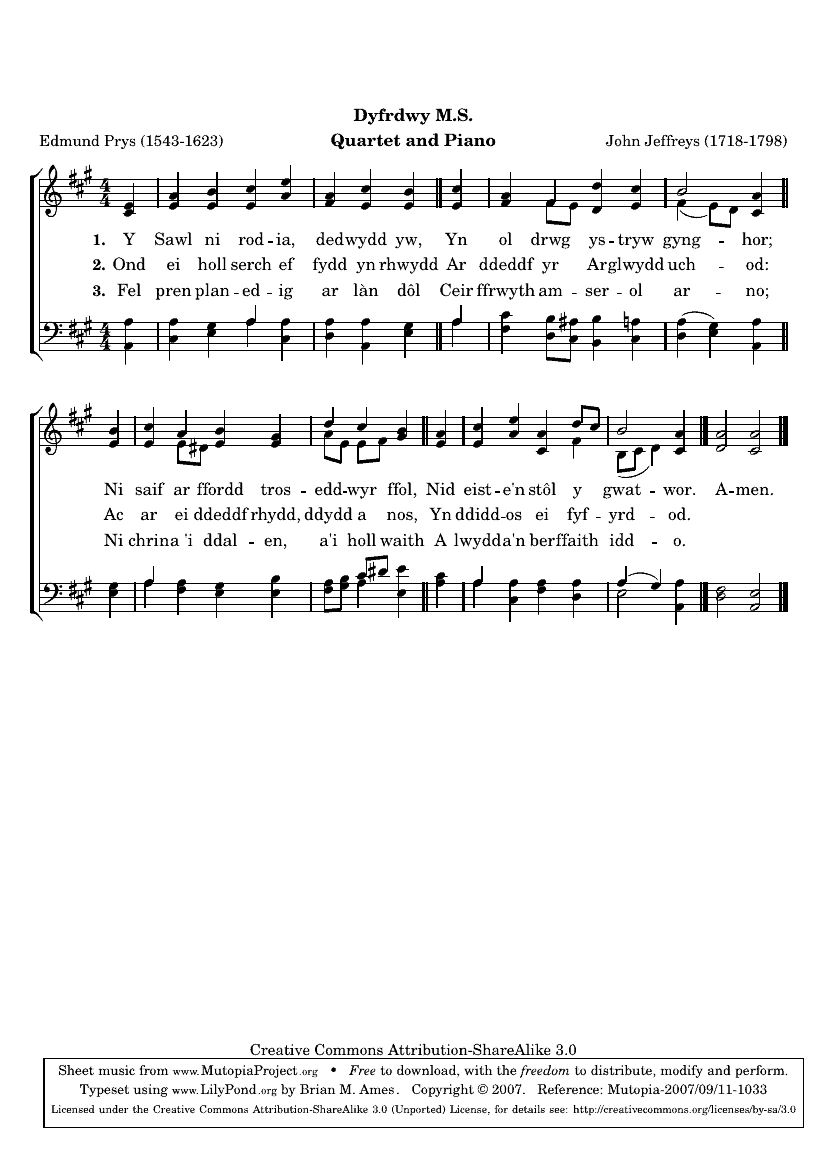 Dyfrdwy M.S.
Edmund Prys (1543-1623) Quartet and Piano John Jeffreys (1718-1798)
1. Y Sawl ni rod - ia, dedwydd yw, Yn ol drwg ys - tryw gyng - hor;
2. Ond ei holl serch ef fydd yn rhwydd Ar ddeddf yr Arglwydd uch - od:
3. Fel pren plan - ed - ig ar làn dôl Ceir ffrwyth am - ser - ol ar - no;
Ni saif ar ffordd tros - edd-wyr ffol, Nid eist - e'n stôl y gwat - wor. A-men.
Ac ar ei ddeddf rhydd, ddydd a nos, Yn ddidd-os ei fyf - yrd - od.
Ni chrina 'i ddal - en, a'i holl waith A lwydda'n berffaith idd - o.
Creative Commons Attribution-ShareAlike 3.0
Sheet music from www.MutopiaProject.org • Free to download, with the freedom to distribute, modify and perform.
Typeset using www.LilyPond.org by Brian M. Ames. Copyright © 2007. Reference: Mutopia-2007/09/11-1033
Licensed under the Creative Commons Attribution-ShareAlike 3.0 (Unported) License, for details see: http://creativecommons.org/licenses/by-sa/3.0